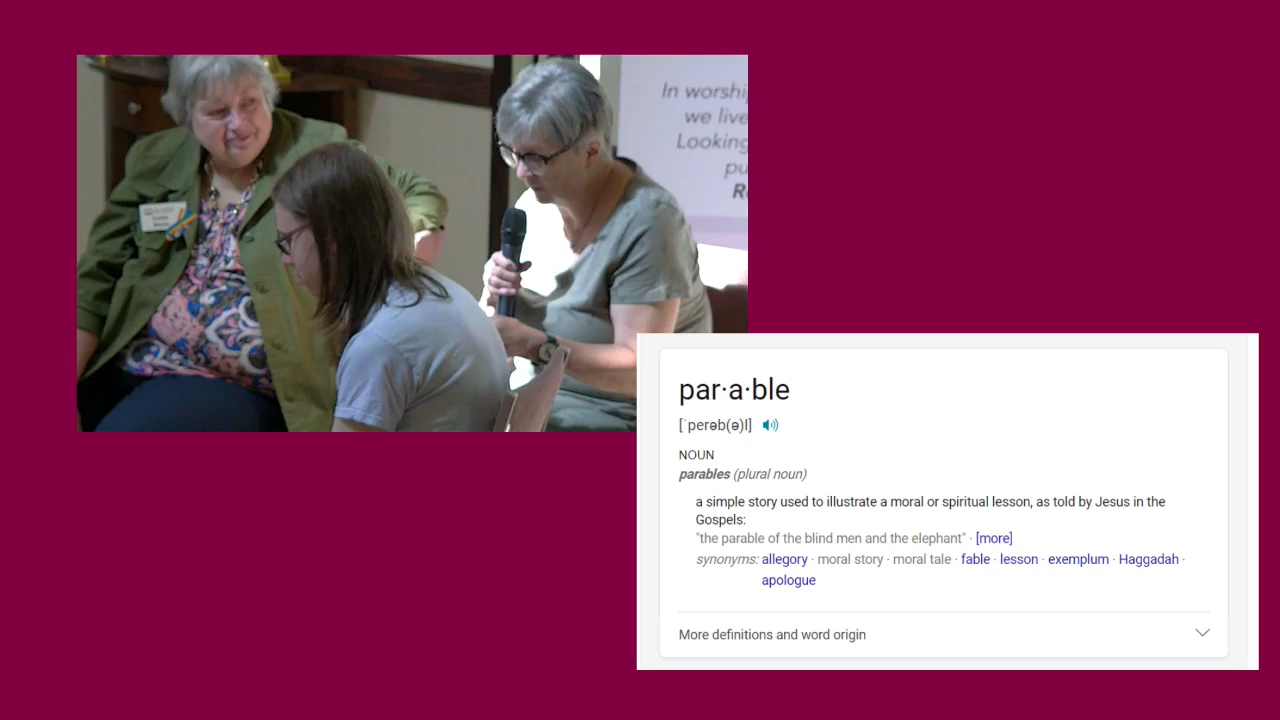 In worship
we live
Looking
pu
R
par·a·ble
[ˈperəb(ə)l]
NOUN
parables (plural noun)
a simple story used to illustrate a moral or spiritual lesson, as told by Jesus in the
Gospels:
"the parable of the blind men and the elephant" · [more]
synonyms: allegory · moral story · moral tale · fable · lesson · exemplum · Haggadah ·
apologue
More definitions and word origin